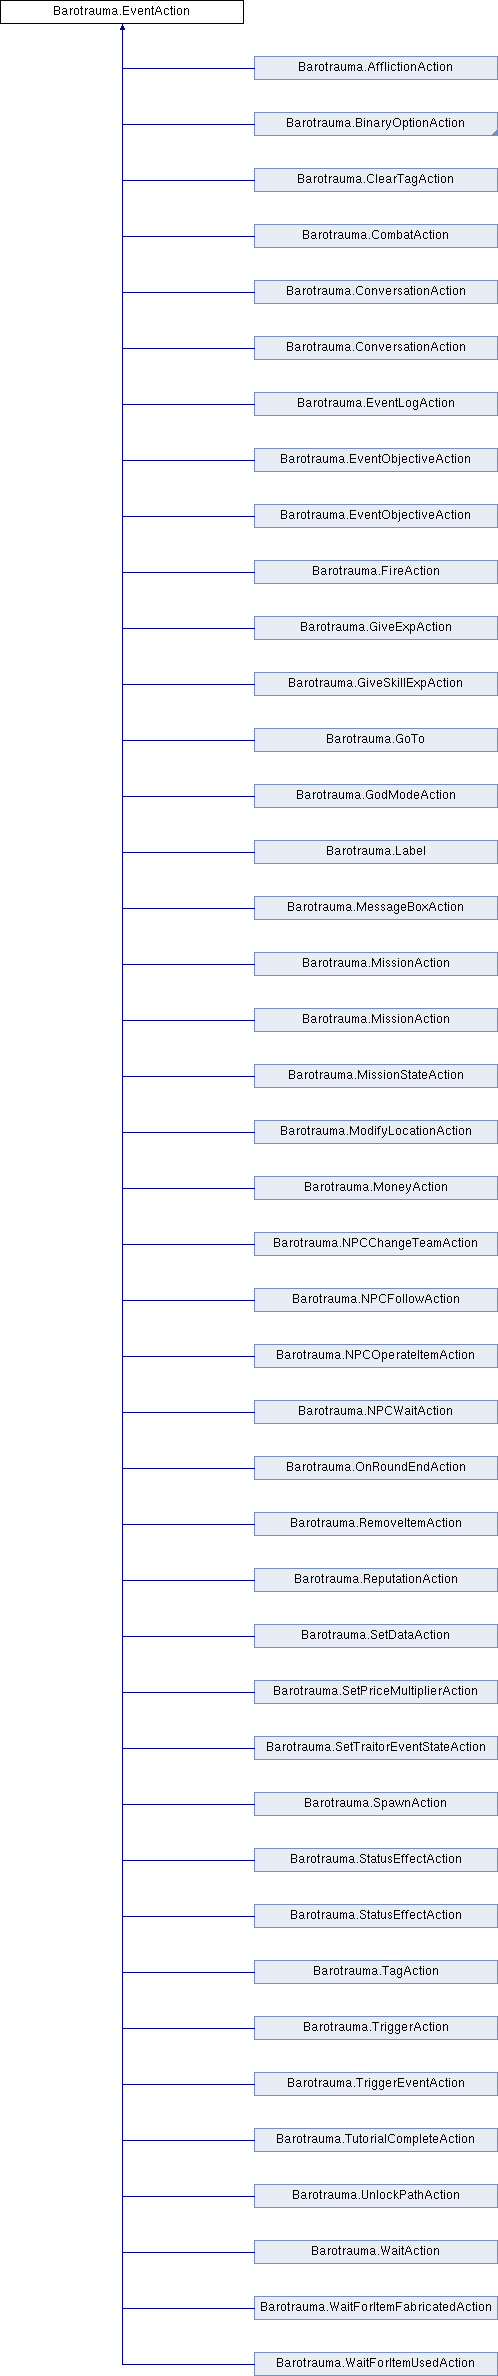 Barotrauma.EventAction
Barotrauma.AfflictionAction
Barotrauma.BinaryOptionAction
Barotrauma.ClearTagAction
Barotrauma.CombatAction
Barotrauma.ConversationAction
Barotrauma.ConversationAction
Barotrauma.EventLogAction
Barotrauma.EventObjectiveAction
Barotrauma.EventObjectiveAction
Barotrauma.FireAction
Barotrauma.GiveExpAction
Barotrauma.GiveSkillExpAction
Barotrauma.GoTo
Barotrauma.GodModeAction
Barotrauma.Label
Barotrauma.MessageBoxAction
Barotrauma.MissionAction
Barotrauma.MissionAction
Barotrauma.MissionStateAction
Barotrauma.ModifyLocationAction
Barotrauma.MoneyAction
Barotrauma.NPCChangeTeamAction
Barotrauma.NPCFollowAction
Barotrauma.NPCOperateItemAction
Barotrauma.NPCWaitAction
Barotrauma.OnRoundEndAction
Barotrauma.RemoveItemAction
Barotrauma.ReputationAction
Barotrauma.SetDataAction
Barotrauma.SetPriceMultiplierAction
Barotrauma.SetTraitorEventStateAction
Barotrauma.SpawnAction
Barotrauma.StatusEffectAction
Barotrauma.StatusEffectAction
Barotrauma.TagAction
Barotrauma.TriggerAction
Barotrauma.TriggerEventAction
Barotrauma.TutorialCompleteAction
Barotrauma.UnlockPathAction
Barotrauma.WaitAction
Barotrauma.WaitForItemFabricatedAction
Barotrauma.WaitForItemUsedAction